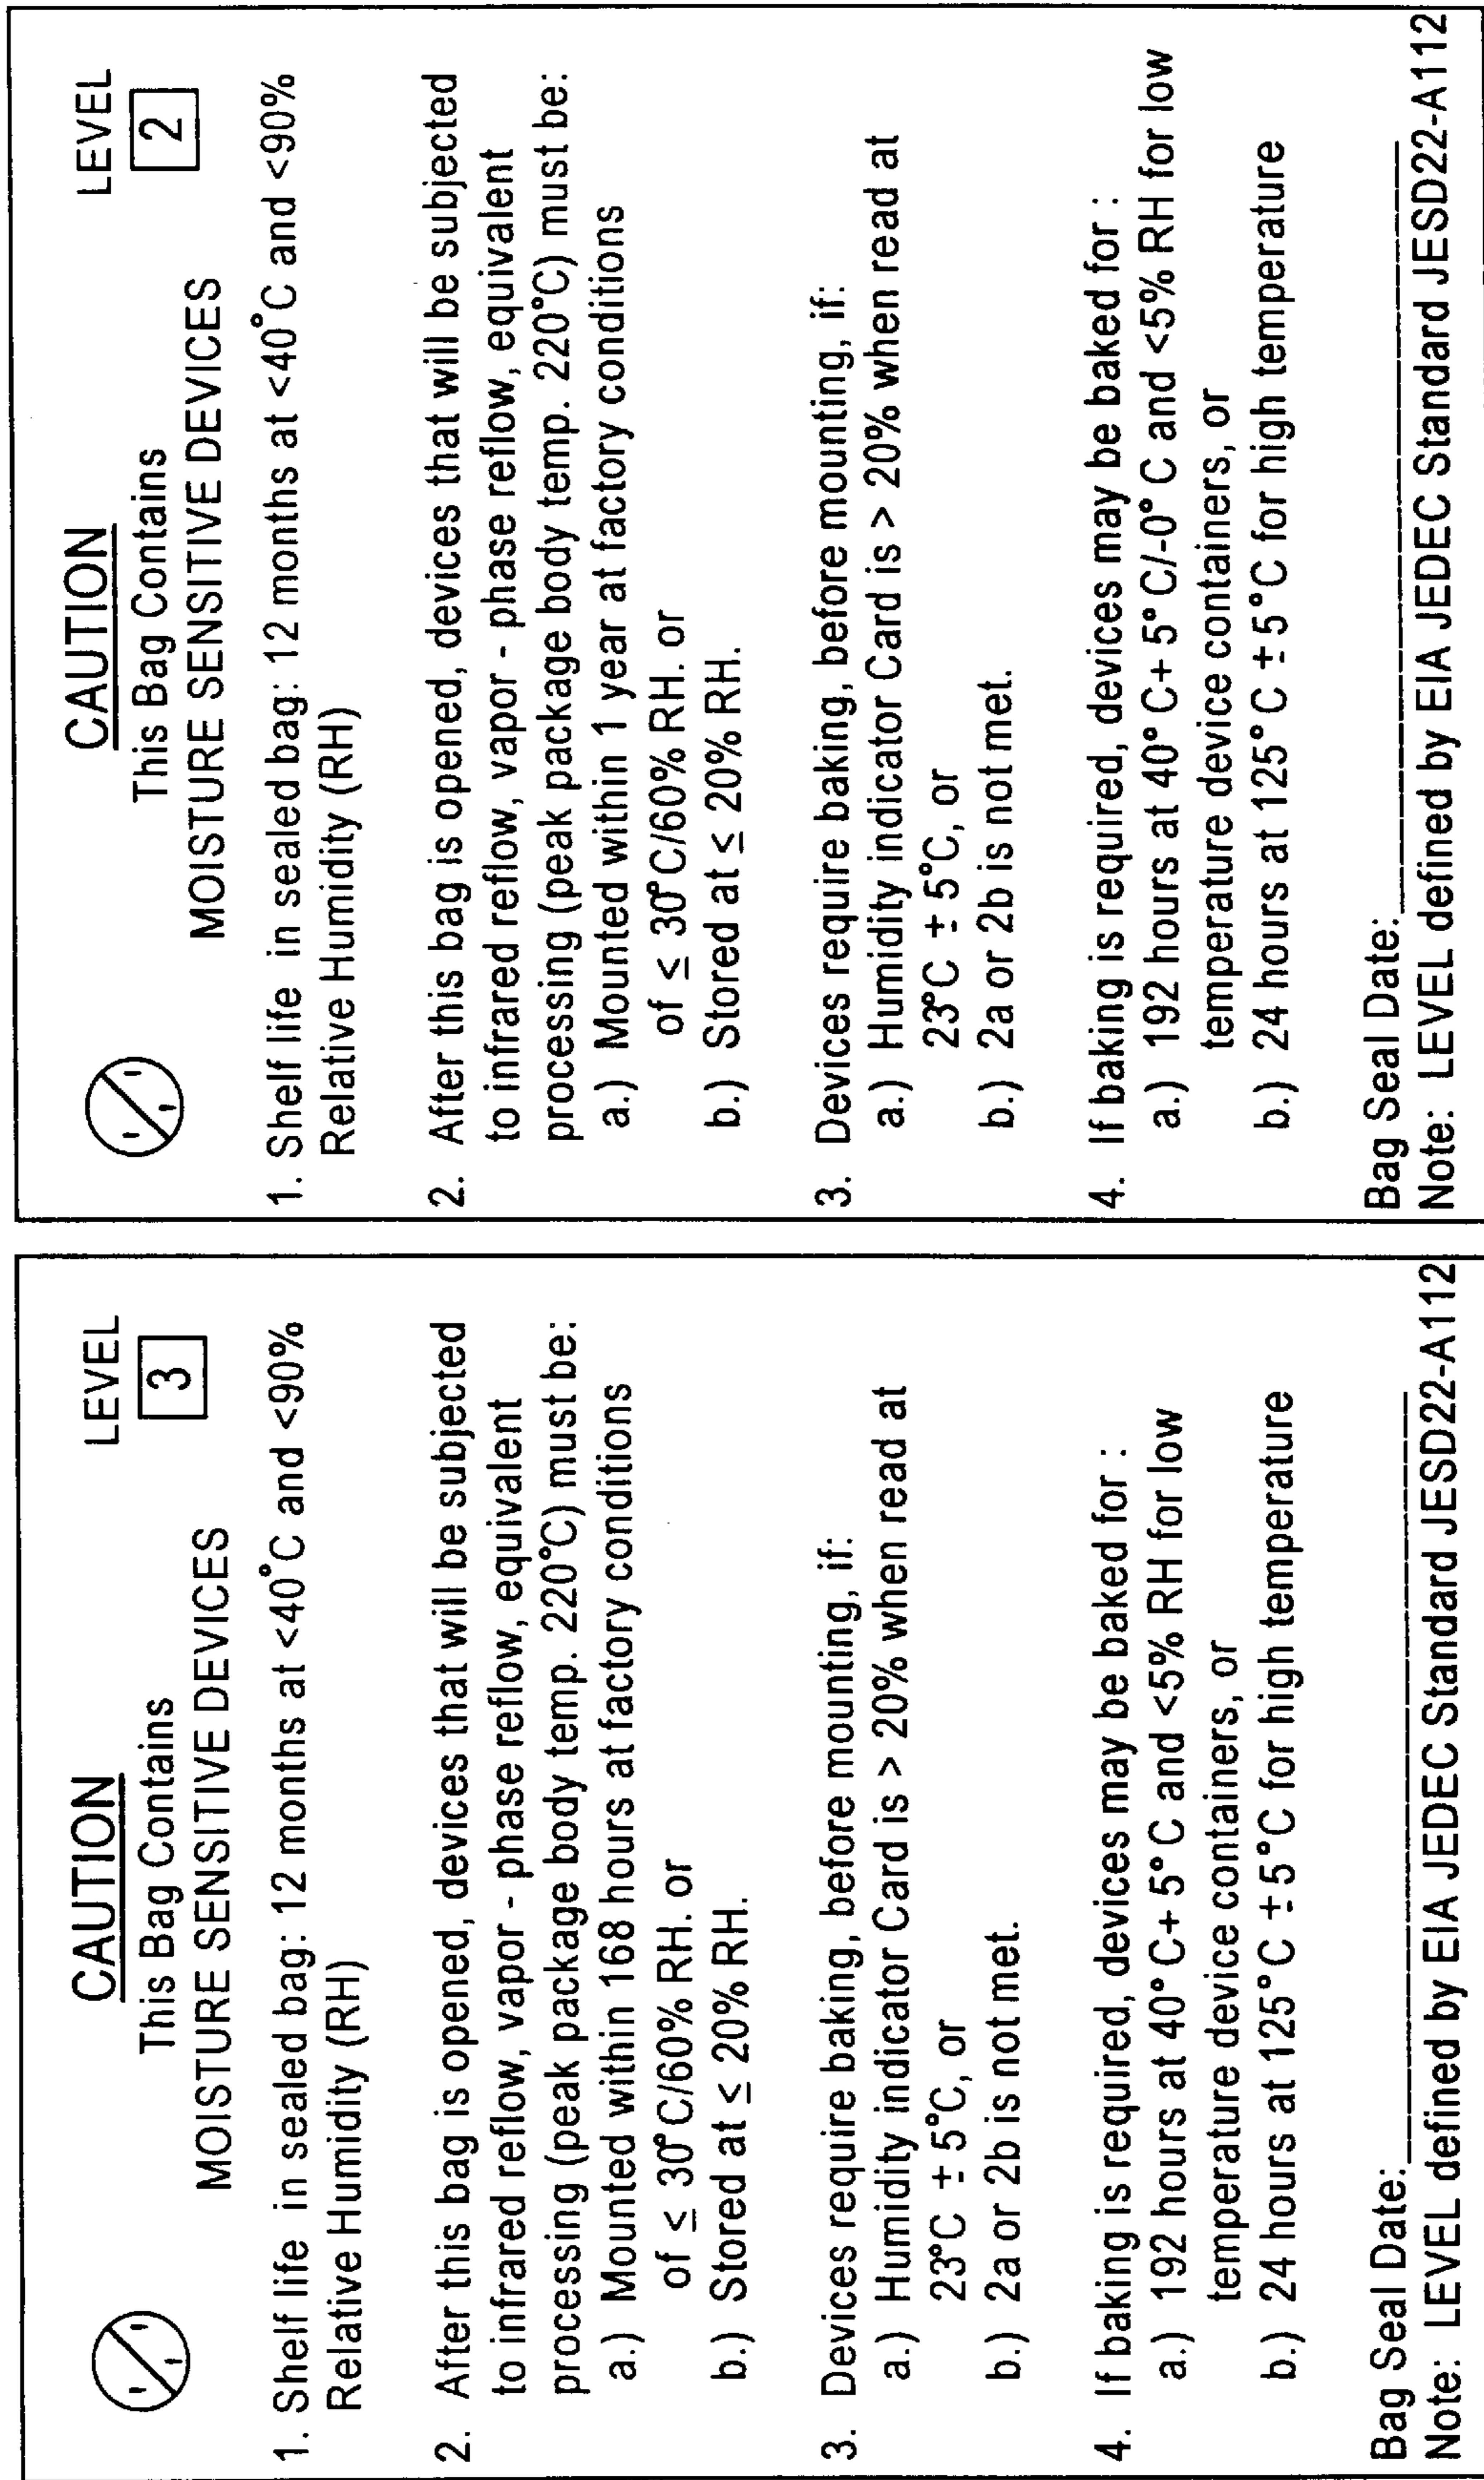 CAUTION
LEVEL
3
This Bag Contains
MOISTURE SENSITIVE DEVICES
1. Shelf life in sealed bag: 12 months at <40°C and <90%
Relative Humidity (RH)
2. After this bag is opened, devices that will be subjected
to infrared reflow, vapor - phase reflow, equivalent
processing (peak package body temp. 220°C) must be:
a.) Mounted within 168 hours at factory conditions
of ≤ 30°C/60% RH. or
b.) Stored at ≤ 20% RH.
3. Devices require baking, before mounting, if:
a.) Humidity indicator Card is > 20% when read at
23°C ± 5°C, or
b.) 2a or 2b is not met.
4. If baking is required, devices may be baked for :
a.) 192 hours at 40°C+ 5°C and <5% RH for low
temperature device containers, or
b.) 24 hours at 125°C ±5°C for high temperature
Bag Seal Date:
Note: LEVEL defined by EIA JEDEC Standard JESD22-A112
CAUTION
LEVEL
2
This Bag Contains
MOISTURE SENSITIVE DEVICES
1. Shelf life in sealed bag: 12 months at <40°C and <90%
Relative Humidity (RH)
2. After this bag is opened, devices that will be subjected
to infrared reflow, vapor - phase reflow, equivalent
processing (peak package body temp. 220°C) must be:
a.) Mounted within 1 year at factory conditions
of ≤ 30°C/60% RH. or
b.) Stored at ≤ 20% RH.
3. Devices require baking, before mounting, if:
a.) Humidity indicator Card is > 20% when read at
23°C ± 5°C, or
b.) 2a or 2b is not met.
4. If baking is required, devices may be baked for :
a.) 192 hours at 40°C+ 5°C/-0°C and <5% RH for low
temperature device containers, or
b.) 24 hours at 125°C ±5°C for high temperature
Bag Seal Date:
Note: LEVEL defined by EIA JEDEC Standard JESD22-A112